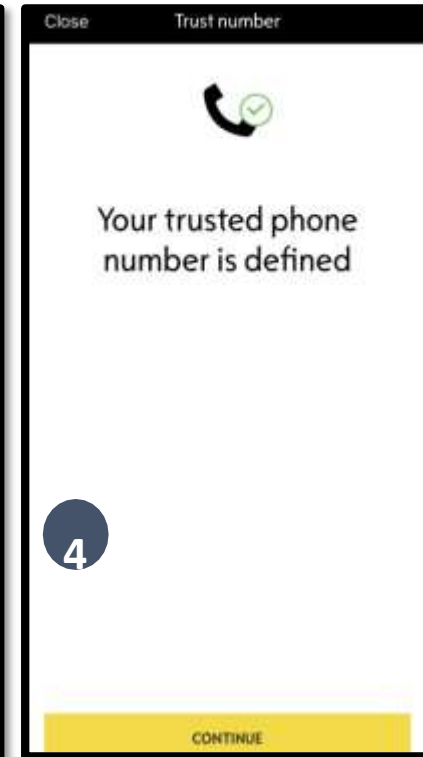 Close Trust number
Your trusted phone
number is defined
4
CONTINUE